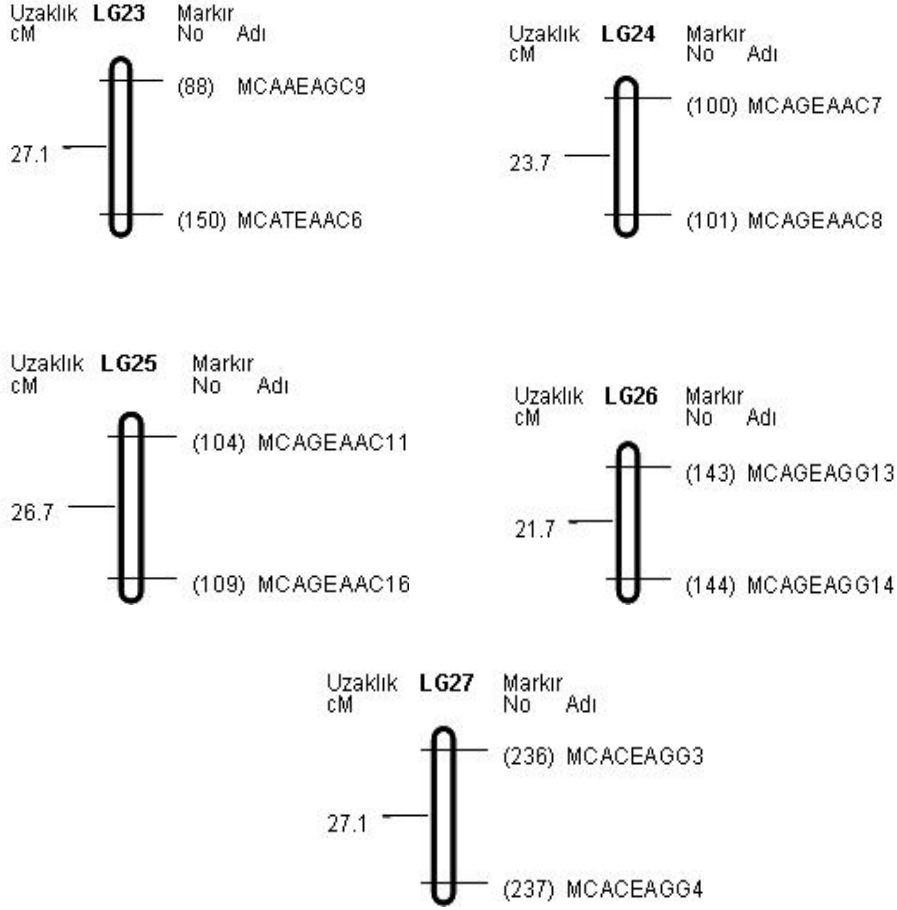 Uzaklık LG23 Markır
cM No Adı
(88) MCAAEAGC9
27.1
(150) MCATEAAC6
Uzaklık LG24 Markır
cM No Adı
(100) MCAGEAAC7
23.7
(101) MCAGEAAC8
Uzaklık LG25 Markır
cM No Adı
(104) MCAGEAAC11
26.7
(109) MCAGEAAC16
Uzaklık LG26 Markır
cM No Adı
(143) MCAGEAGG13
21.7
(144) MCAGEAGG14
Uzaklık LG27 Markır
cM No Adı
(236) MCACEAGG3
27.1
(237) MCACEAGG4